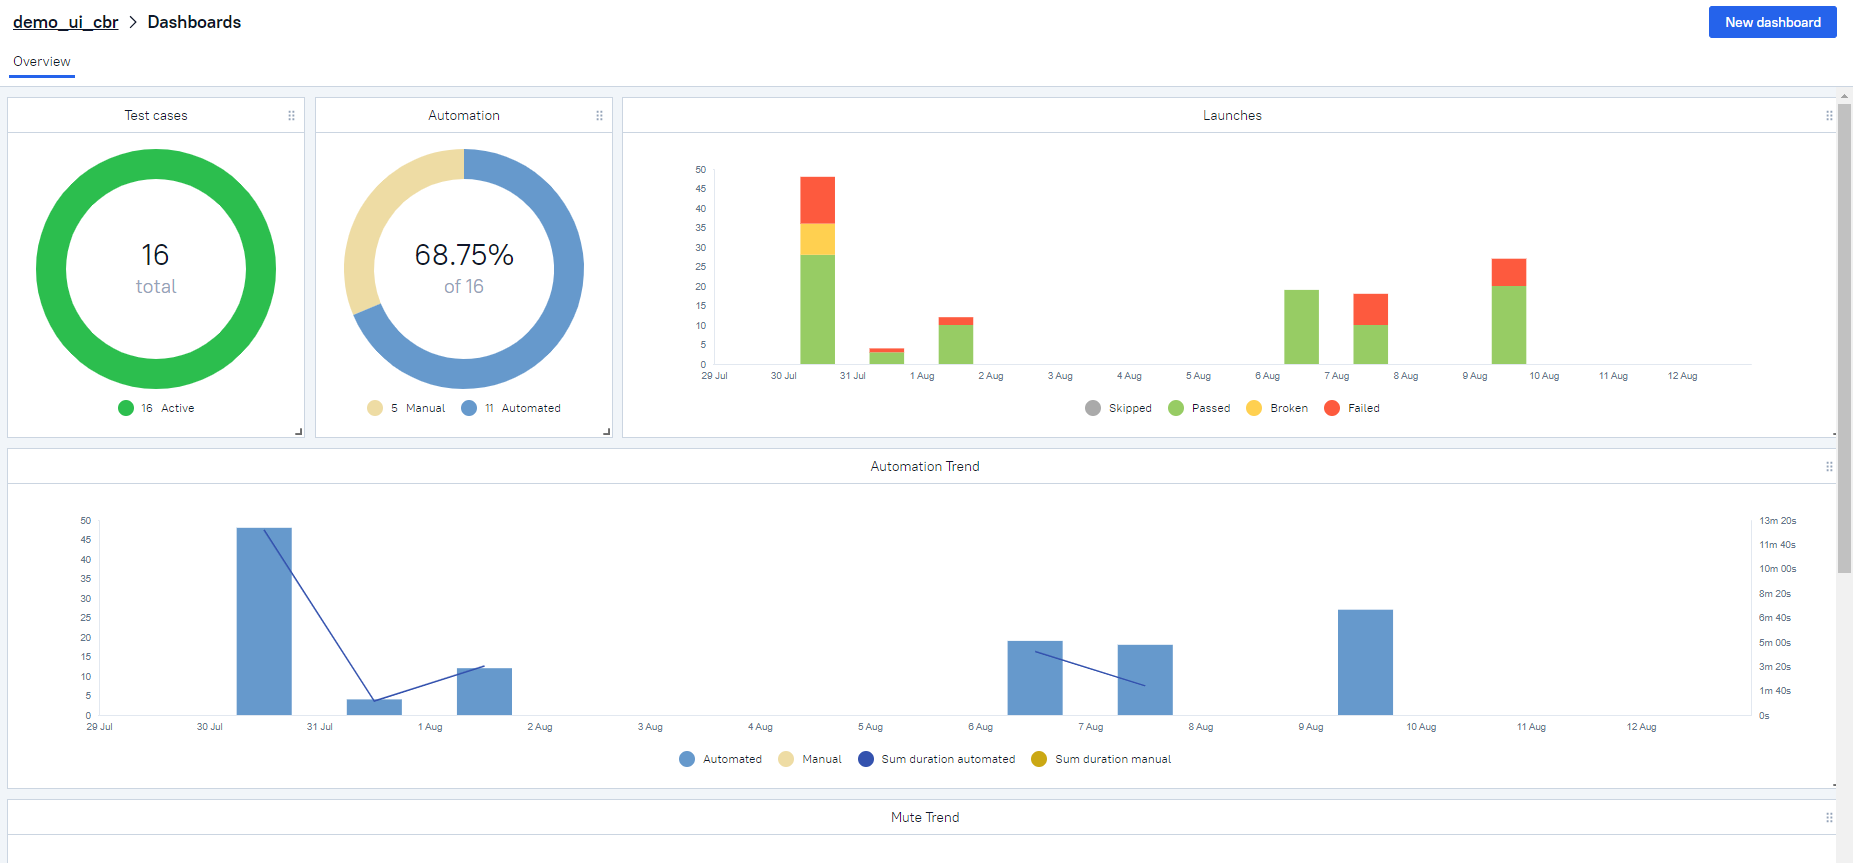 demo_ui_cbr > Dashboards
New dashboard
Overview
Test cases
16
total
16 Active
Automation
68.75%
of 16
5 Manual 11 Automated
Launches
50
45
40
35
30
25
20
15
10
5
0
29 Jul 30 Jul 31 Jul 1 Aug 2 Aug 3 Aug 4 Aug 5 Aug 6 Aug 7 Aug 8 Aug 9 Aug 10 Aug 11 Aug 12 Aug
Skipped Passed Broken Failed
Automation Trend
50
45
40
35
30
25
20
15
10
5
0
13m 20s
11m 40s
10m 00s
8m 20s
6m 40s
5m 00s
3m 20s
1m 40s
0s
29 Jul 30 Jul 31 Jul 1 Aug 2 Aug 3 Aug 4 Aug 5 Aug 6 Aug 7 Aug 8 Aug 9 Aug 10 Aug 11 Aug 12 Aug
Automated Manual Sum duration automated Sum duration manual
Mute Trend